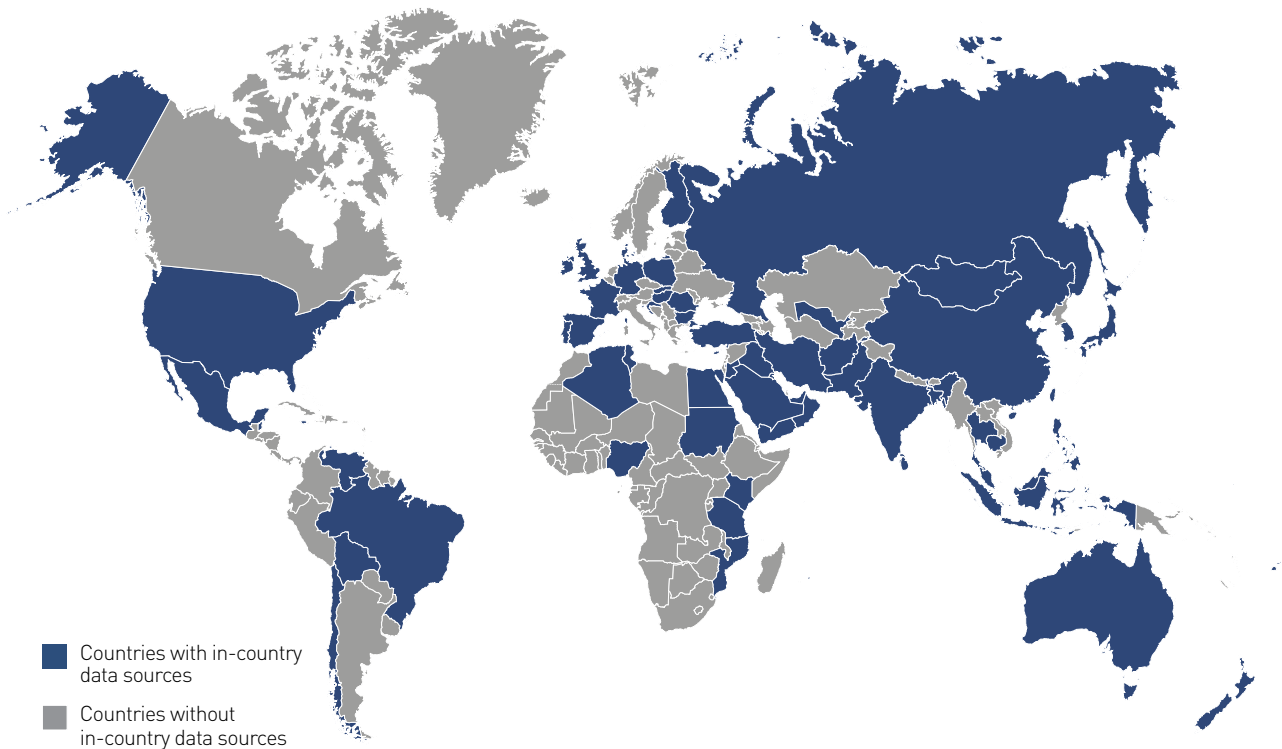 Countries with in-country
data sources
Countries without
in-country data sources